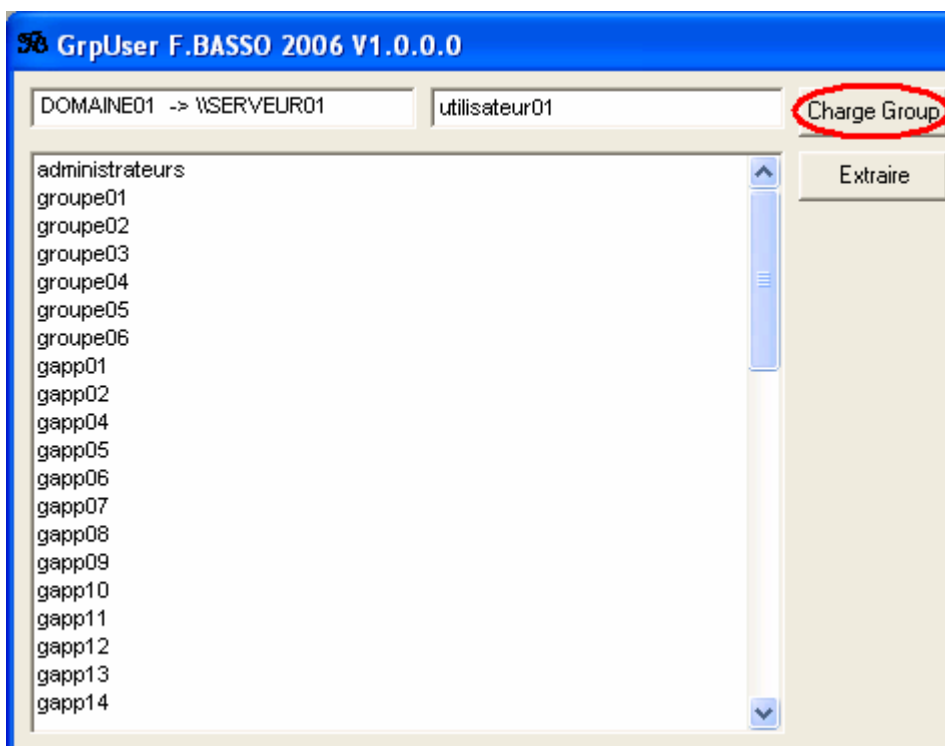 GrpUser F.BASSO 2006 V1.0.0.0
DOMAINE01 -> \\SERVEUR01
utilisateur01
Charge Group
Extraire
administrateurs
groupe01
groupe02
groupe03
groupe04
groupe05
groupe06
gapp01
gapp02
gapp04
gapp05
gapp06
gapp07
gapp08
gapp09
gapp10
gapp11
gapp12
gapp13
gapp14